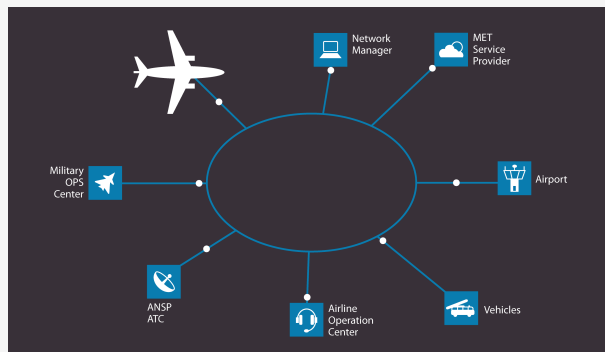 Network
Manager
MET
Service
Provider
Military
OPS
Center
Airport
ANSP
ATC
Airline
Operation
Center
Vehicles